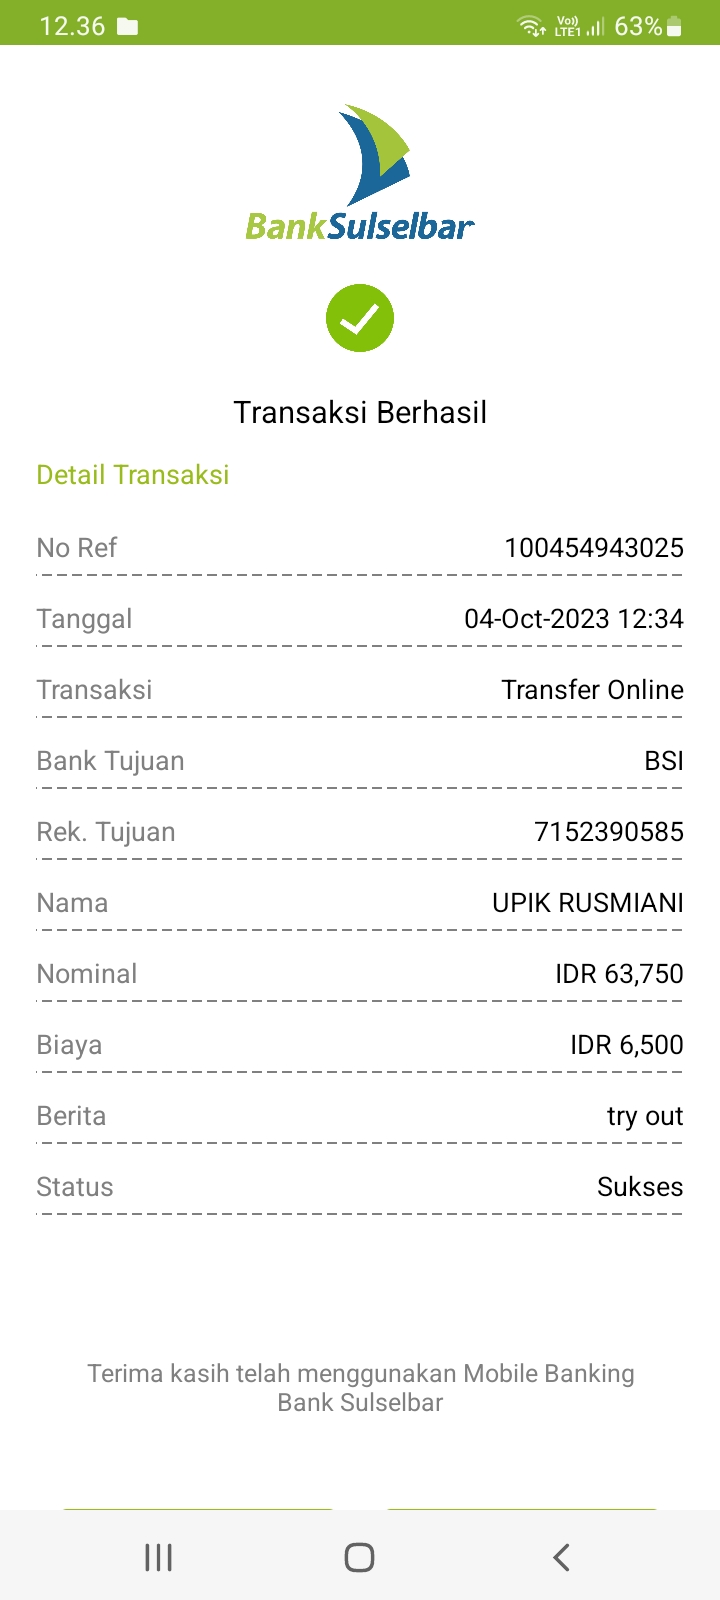 12.36
Vo)) LTE1 63%
BankSulselbar
Transaksi Berhasil
Detail Transaksi
No Ref 100454943025
Tanggal 04-Oct-2023 12:34
Transaksi Transfer Online
Bank Tujuan BSI
Rek. Tujuan 7152390585
Nama UPIK RUSMIANI
Nominal IDR 63,750
Biaya IDR 6,500
Berita try out
Status Sukses
Terima kasih telah menggunakan Mobile Banking
Bank Sulselbar